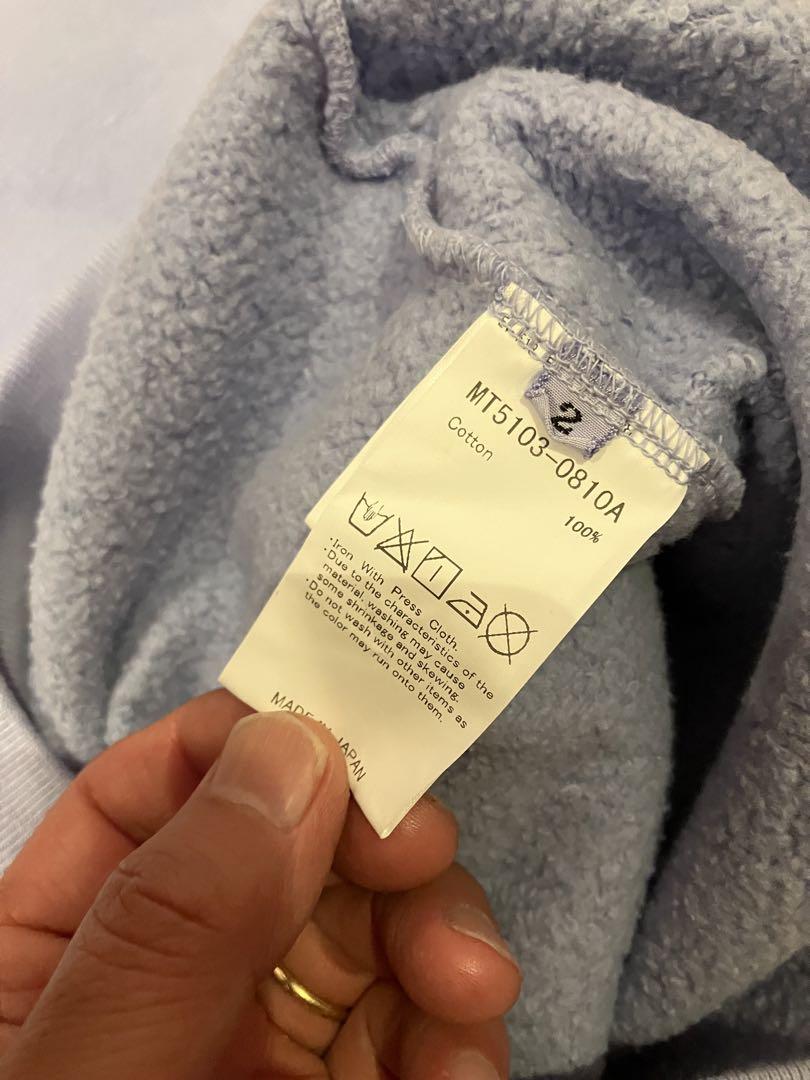 2
MT5103-0810A
Cotton 100%
·Iron With Press Cloth.
·Due to the characteristics of the
material,washing may cause
some shrinkage and skewing.
·Do not wash with other items as
the color may run onto them.
MADE IN JAPAN